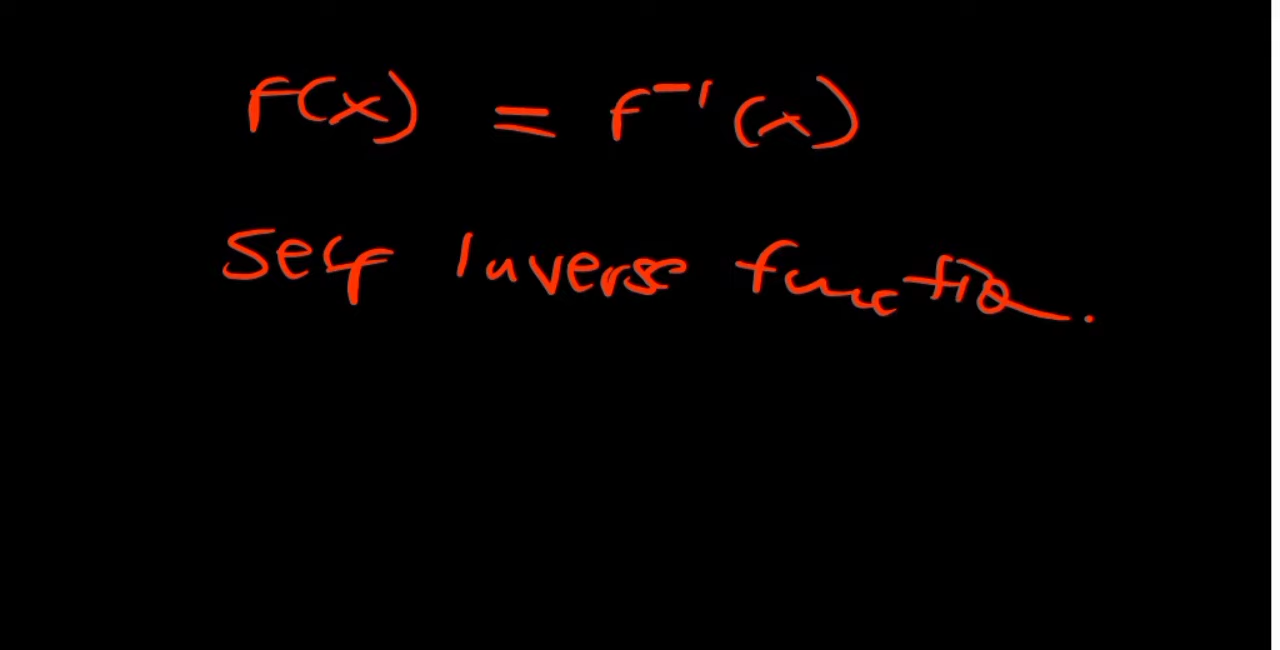 f(x) = f⁻¹(x)
Self Inverse function.